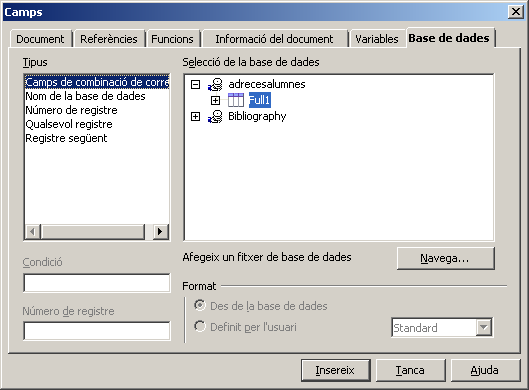 Camps
Document Referències Funcions Informació del document Variables Base de dades
Tipus
Camps de combinació de corre
Nom de la base de dades
Número de registre
Qualsevol registre
Registre següent
Selecció de la base de dades
adrecesalumnes
Full1
Bibliography
Condició
Afegeix un fitxer de base de dades
Navega...
Número de registre
Format
Des de la base de dades
Definit per l'usuari
Standard
Insereix Tanca Ajuda